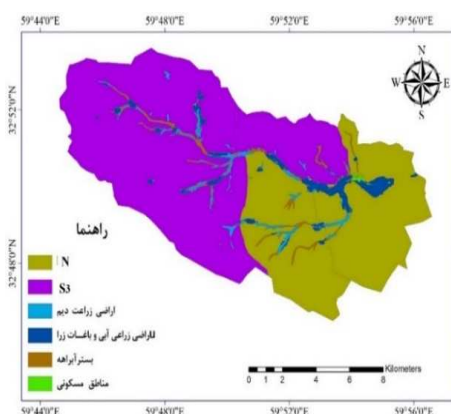 59°44'0"E 59°48'0"E 59°52'0"E 59°56'0"E
N
W E
S
32°52'0"N
32°48'0"N
راهنما
N
S3
اراضی زراعت دیم
اراضی زراعی آبی و باغات زرا
بستر آبراهه
مناطق مسکونی
Kilometers
0 1 2 4 6 8
59°44'0"E 59°48'0"E 59°52'0"E 59°56'0"E